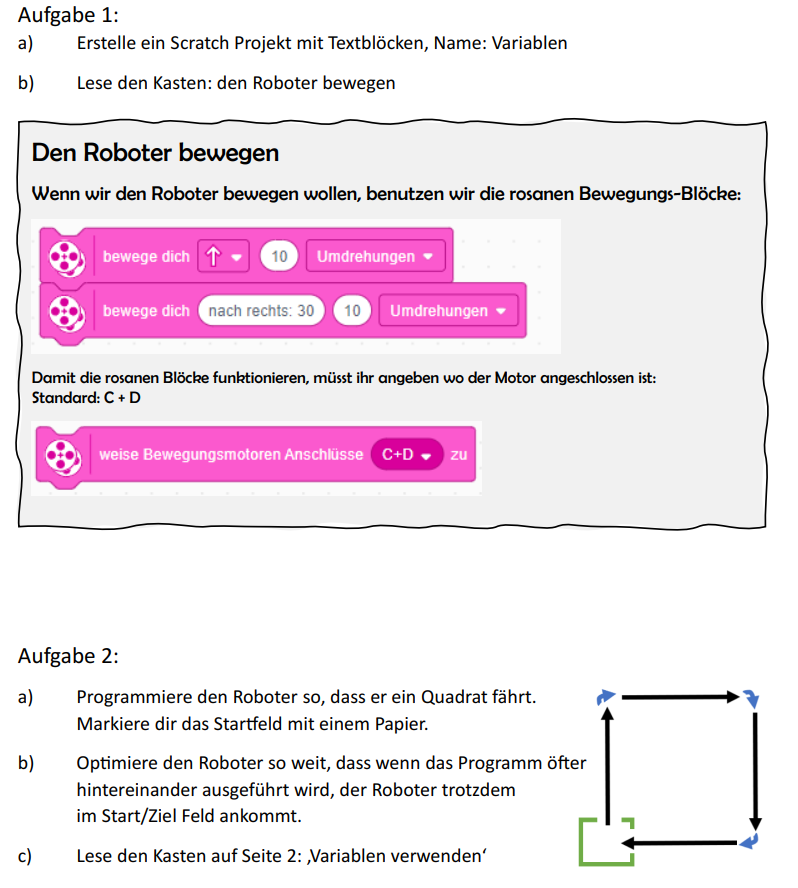 Aufgabe 1:
a) Erstelle ein Scratch Projekt mit Textblöcken, Name: Variablen
b) Lese den Kasten: den Roboter bewegen
Den Roboter bewegen
Wenn wir den Roboter bewegen wollen, benutzen wir die rosanen Bewegungs-Blöcke:
bewege dich 10 Umdrehungen
bewege dich nach rechts: 30 10 Umdrehungen
Damit die rosanen Blöcke funktionieren, müsst ihr angeben wo der Motor angeschlossen ist:
Standard: C + D
weise Bewegungsmotoren Anschlüsse C+D zu
Aufgabe 2:
a) Programmiere den Roboter so, dass er ein Quadrat fährt.
Markiere dir das Startfeld mit einem Papier.
b) Optimiere den Roboter so weit, dass wenn das Programm öfter
hintereinander ausgeführt wird, der Roboter trotzdem
im Start/Ziel Feld ankommt.
c) Lese den Kasten auf Seite 2: ‚Variablen verwenden‘